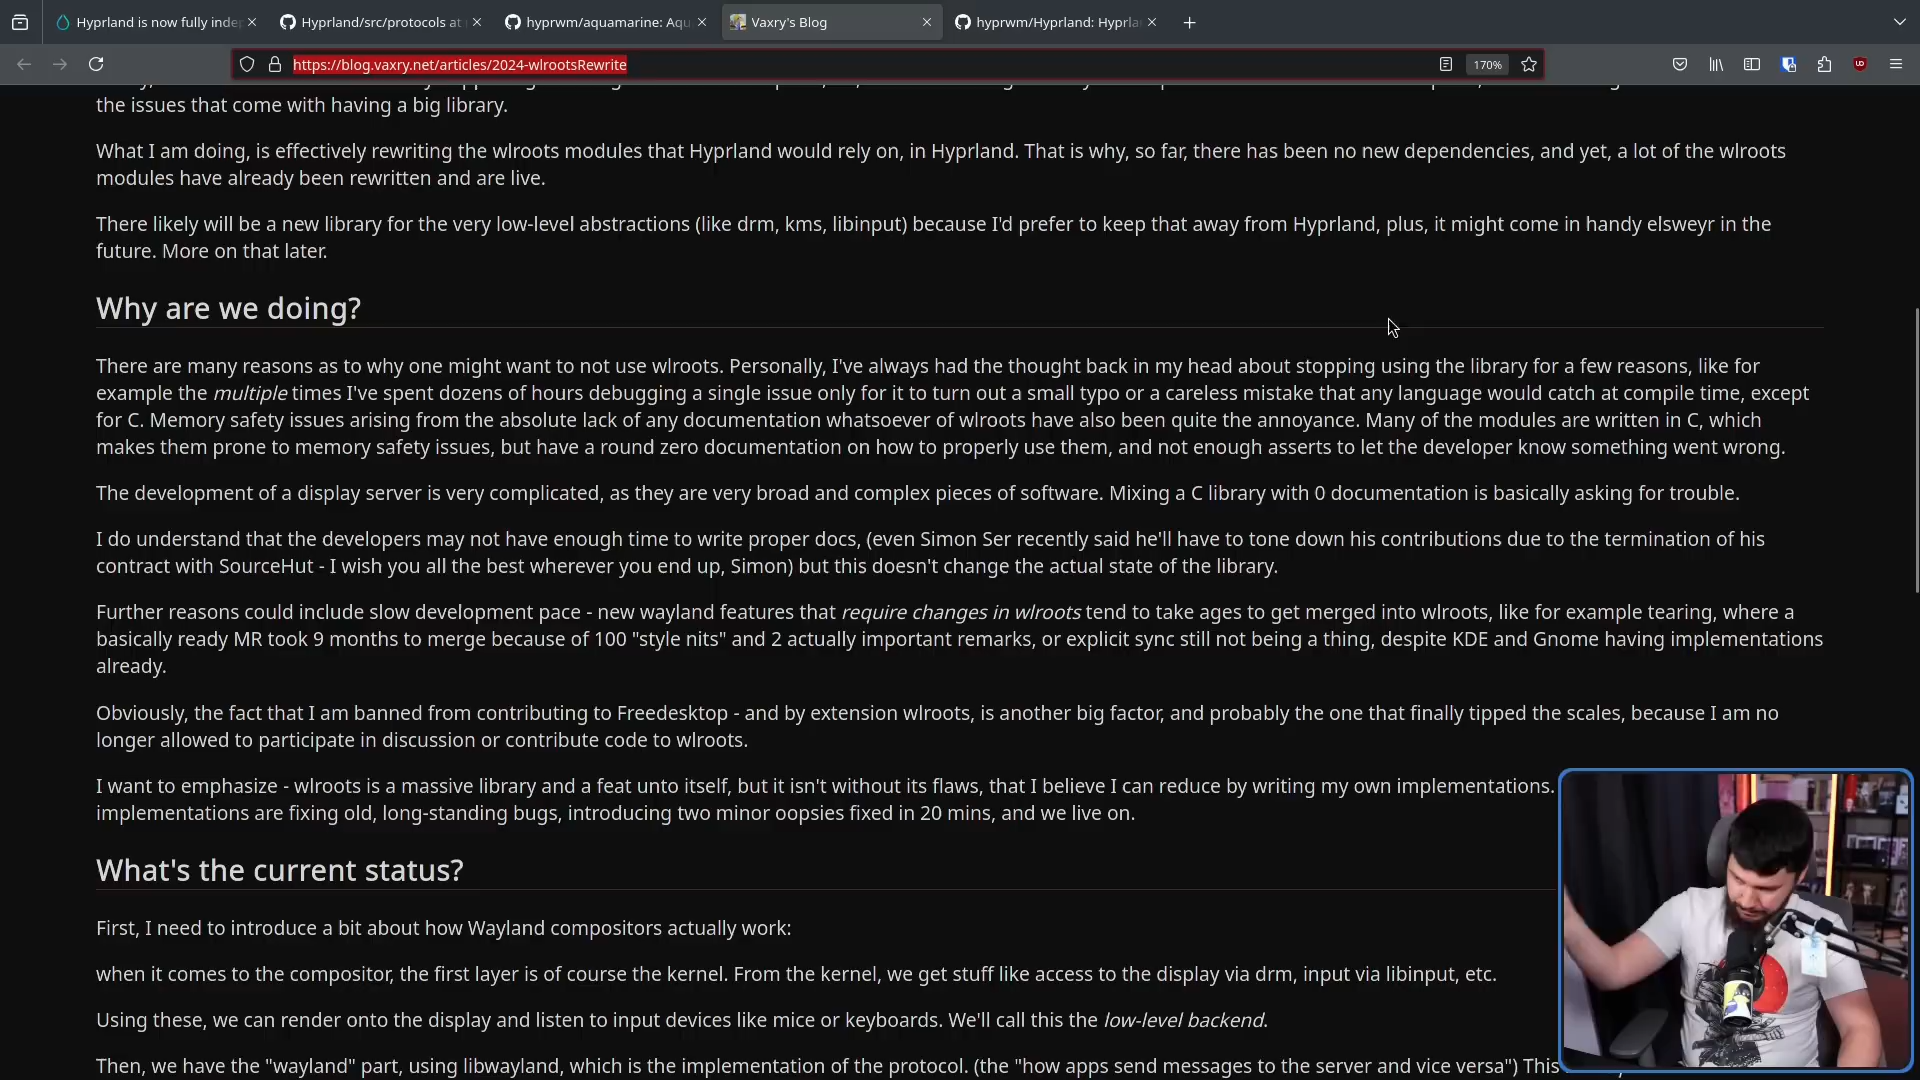 Hyprland is now fully inde
Hyprland/src/protocols at
hyprwm/aquamarine: Aqu
Vaxry's Blog
hyprwm/Hyprland: Hyprla
https://blog.vaxry.net/articles/2024-wlrootsRewrite
170%
the issues that come with having a big library.
What I am doing, is effectively rewriting the wlroots modules that Hyprland would rely on, in Hyprland. That is why, so far, there has been no new dependencies, and yet, a lot of the wlroots
modules have already been rewritten and are live.
There likely will be a new library for the very low-level abstractions (like drm, kms, libinput) because I'd prefer to keep that away from Hyprland, plus, it might come in handy elsweyr in the
future. More on that later.
Why are we doing?
There are many reasons as to why one might want to not use wlroots. Personally, I've always had the thought back in my head about stopping using the library for a few reasons, like for
example the multiple times I've spent dozens of hours debugging a single issue only for it to turn out a small typo or a careless mistake that any language would catch at compile time, except
for C. Memory safety issues arising from the absolute lack of any documentation whatsoever of wlroots have also been quite the annoyance. Many of the modules are written in C, which
makes them prone to memory safety issues, but have a round zero documentation on how to properly use them, and not enough asserts to let the developer know something went wrong.
The development of a display server is very complicated, as they are very broad and complex pieces of software. Mixing a C library with 0 documentation is basically asking for trouble.
I do understand that the developers may not have enough time to write proper docs, (even Simon Ser recently said he'll have to tone down his contributions due to the termination of his
contract with SourceHut - I wish you all the best wherever you end up, Simon) but this doesn't change the actual state of the library.
Further reasons could include slow development pace - new wayland features that require changes in wlroots tend to take ages to get merged into wlroots, like for example tearing, where a
basically ready MR took 9 months to merge because of 100 "style nits" and 2 actually important remarks, or explicit sync still not being a thing, despite KDE and Gnome having implementations
already.
Obviously, the fact that I am banned from contributing to Freedesktop - and by extension wlroots, is another big factor, and probably the one that finally tipped the scales, because I am no
longer allowed to participate in discussion or contribute code to wlroots.
I want to emphasize - wlroots is a massive library and a feat unto itself, but it isn't without its flaws, that I believe I can reduce by writing my own implementations.
implementations are fixing old, long-standing bugs, introducing two minor oopsies fixed in 20 mins, and we live on.
What's the current status?
First, I need to introduce a bit about how Wayland compositors actually work:
when it comes to the compositor, the first layer is of course the kernel. From the kernel, we get stuff like access to the display via drm, input via libinput, etc.
Using these, we can render onto the display and listen to input devices like mice or keyboards. We'll call this the low-level backend.
Then, we have the "wayland" part, using libwayland, which is the implementation of the protocol. (the "how apps send messages to the server and vice versa") This